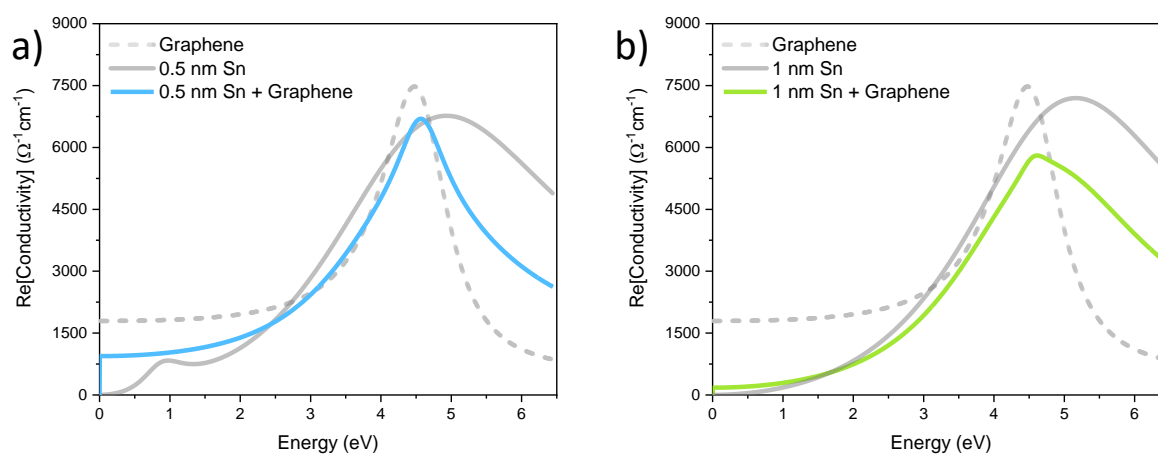 a)
Graphene
0.5 nm Sn
0.5 nm Sn + Graphene
9000
7500
6000
4500
3000
1500
0
Re[Conductivity] (Ω⁻¹cm⁻¹)
0 1 2 3 4 5 6
Energy (eV)
b)
Graphene
1 nm Sn
1 nm Sn + Graphene
9000
7500
6000
4500
3000
1500
0
Re[Conductivity] (Ω⁻¹cm⁻¹)
0 1 2 3 4 5 6
Energy (eV)